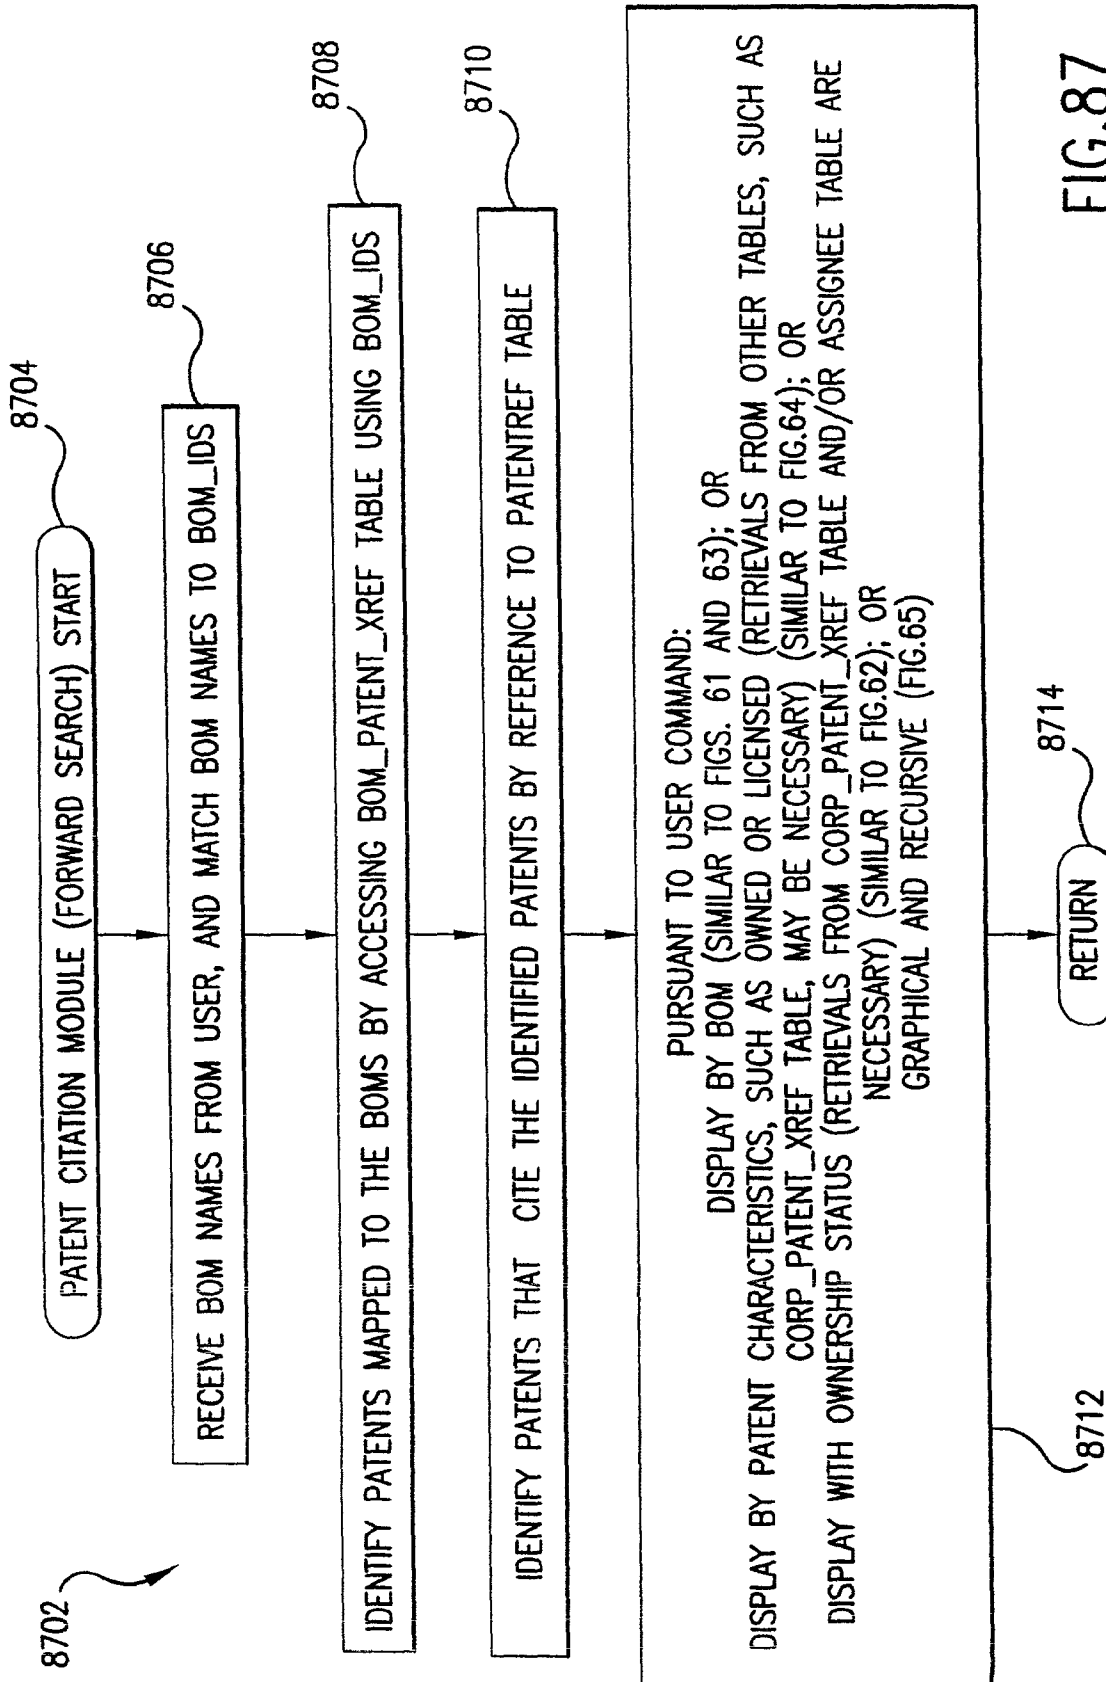 8702
8704
PATENT CITATION MODULE (FORWARD SEARCH) START
8706
RECEIVE BOM NAMES FROM USER, AND MATCH BOM NAMES TO BOM_IDS
8708
IDENTIFY PATENTS MAPPED TO THE BOMS BY ACCESSING BOM_PATENT_XREF TABLE USING BOM_IDS
8710
IDENTIFY PATENTS THAT CITE THE IDENTIFIED PATENTS BY REFERENCE TO PATENTREF TABLE
PURSUANT TO USER COMMAND:
DISPLAY BY BOM (SIMILAR TO FIGS. 61 AND 63); OR
DISPLAY BY PATENT CHARACTERISTICS, SUCH AS OWNED OR LICENSED (RETRIEVALS FROM OTHER TABLES, SUCH AS
CORP_PATENT_XREF TABLE, MAY BE NECESSARY) (SIMILAR TO FIG.64); OR
DISPLAY WITH OWNERSHIP STATUS (RETRIEVALS FROM CORP_PATENT_XREF TABLE AND/OR ASSIGNEE TABLE ARE
NECESSARY) (SIMILAR TO FIG.62); OR
GRAPHICAL AND RECURSIVE (FIG.65)
8712
8714
RETURN
FIG.87